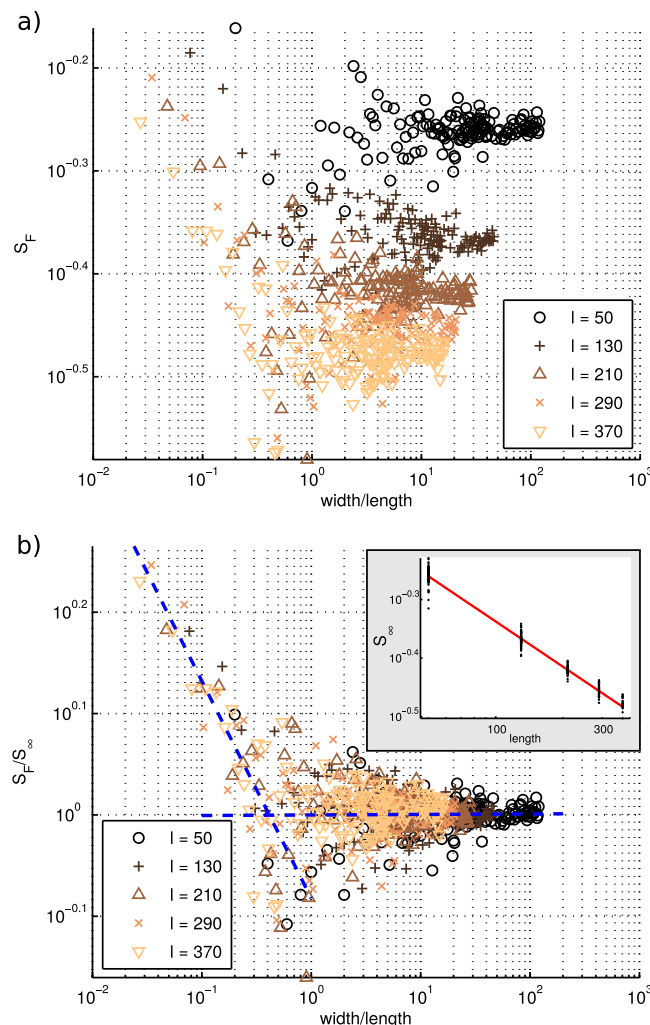 a)
10^−0.2
10^−0.3
10^−0.4
10^−0.5
S_F
l = 50
l = 130
l = 210
l = 290
l = 370
10^−2 10^−1 10^0 10^1 10^2 10^3
width/length
b)
10^0.2
10^0.1
10^0
10^−0.1
S_F/S_∞
10^−0.3
10^−0.4
10^−0.5
S_∞
100 300
length
l = 50
l = 130
l = 210
l = 290
l = 370
10^−2 10^−1 10^0 10^1 10^2 10^3
width/length